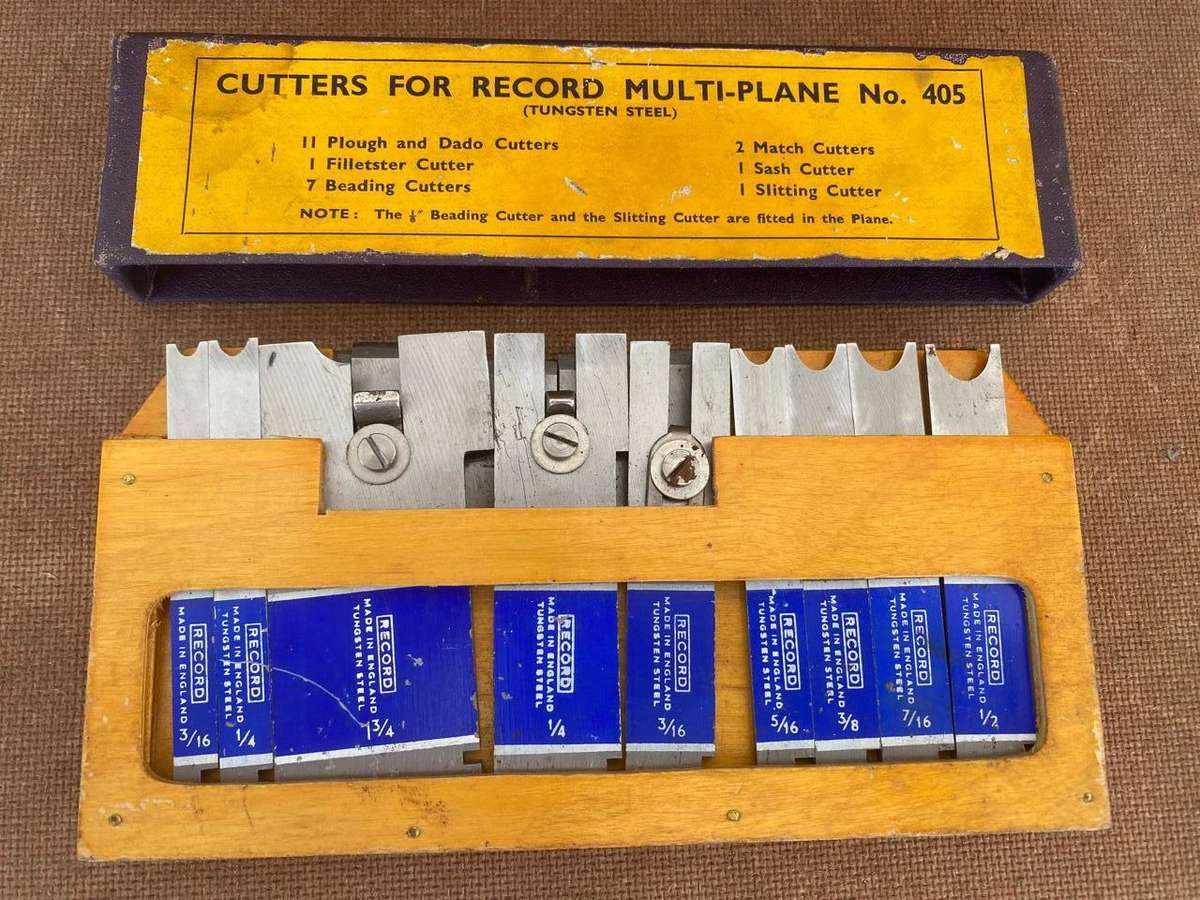 CUTTERS FOR RECORD MULTI-PLANE No. 405
(TUNGSTEN STEEL)
11 Plough and Dado Cutters
1 Filletster Cutter
7 Beading Cutters
2 Match Cutters
1 Sash Cutter
1 Slitting Cutter
NOTE: The ⅛" Beading Cutter and the Slitting Cutter are fitted in the Plane.
RECORD
MADE IN ENGLAND
3/16
RECORD
MADE IN ENGLAND
TUNGSTEN STEEL
1/4
RECORD
MADE IN ENGLAND
TUNGSTEN STEEL
1 3/4
RECORD
MADE IN ENGLAND
TUNGSTEN STEEL
1/4
RECORD
MADE IN ENGLAND
TUNGSTEN STEEL
3/16
RECORD
MADE IN ENGLAND
TUNGSTEN STEEL
5/16
RECORD
MADE IN ENGLAND
TUNGSTEN STEEL
3/8
RECORD
MADE IN ENGLAND
TUNGSTEN STEEL
7/16
RECORD
MADE IN ENGLAND
TUNGSTEN STEEL
1/2